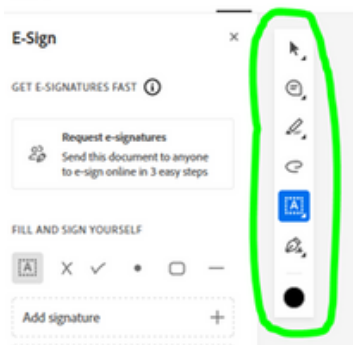 E-Sign
GET E-SIGNATURES FAST
Request e-signatures
Send this document to anyone
to e-sign online in 3 easy steps
FILL AND SIGN YOURSELF
Add signature